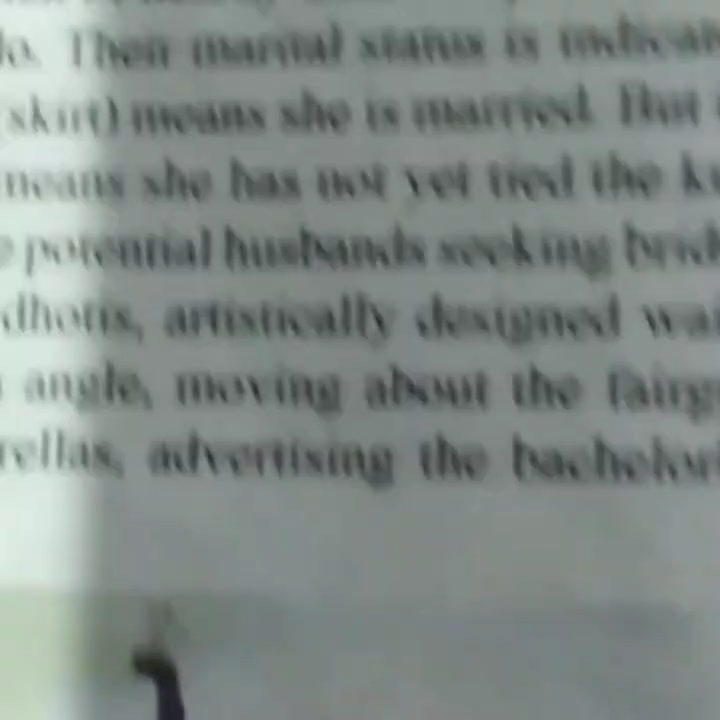 Their marital status is
skirt) means she is married. But
means she has not yet tied the
potential husbands seeking
dhotis, artistically designed
angle, moving about the
advertising the